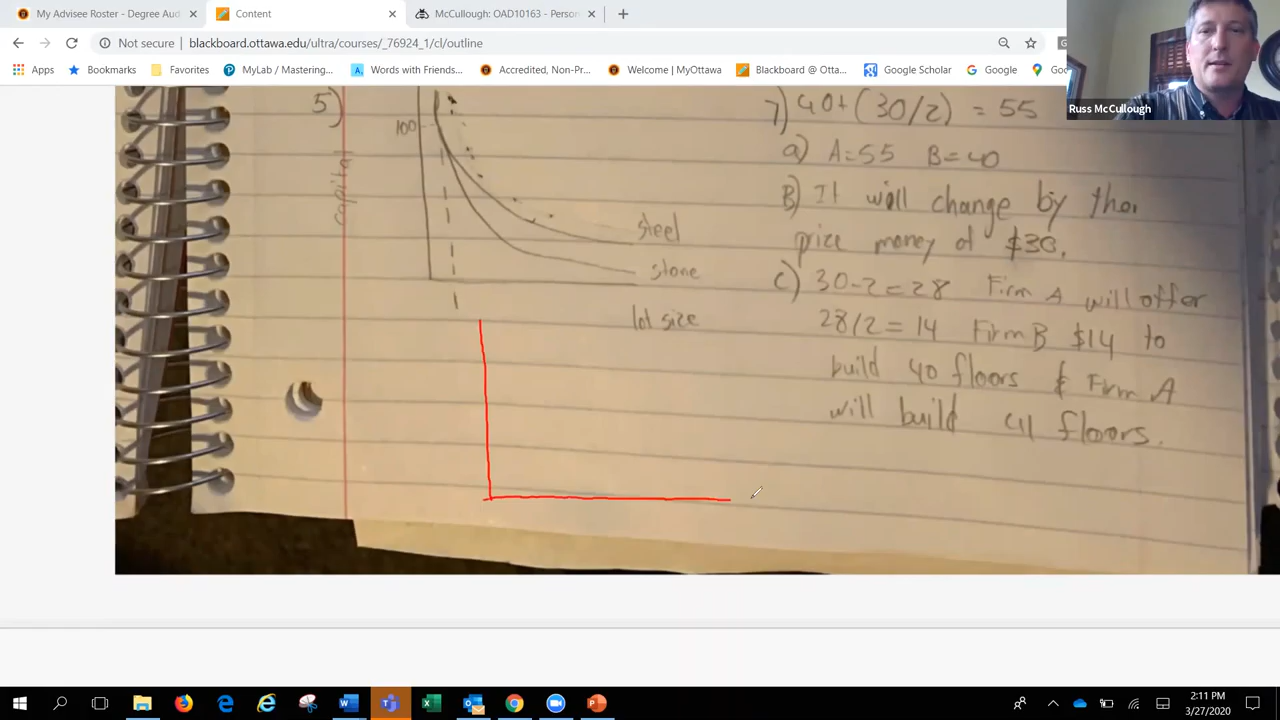 My Advisee Roster - Degree Aud
Content
McCullough: OAD10163 - Person
Not secure
blackboard.ottawa.edu/ultra/courses/_76924_1/cl/outline
Apps
Bookmarks
Favorites
MyLab / Mastering...
Words with Friends...
Accredited, Non-Pr...
Welcome | MyOttawa
Blackboard @ Otta...
Google Scholar
Google
Russ McCullough
5)
100
capital
steel
stone
lot size
1
7) 40+ (30/2) = 55
a) A=55 B=40
B) It will change by the
price money of $30.
c) 30-2=28 Firm A will offer
28/2 = 14 Firm B $14 to
build 40 floors & Firm A
will build 41 floors.
2:11 PM
3/27/2020